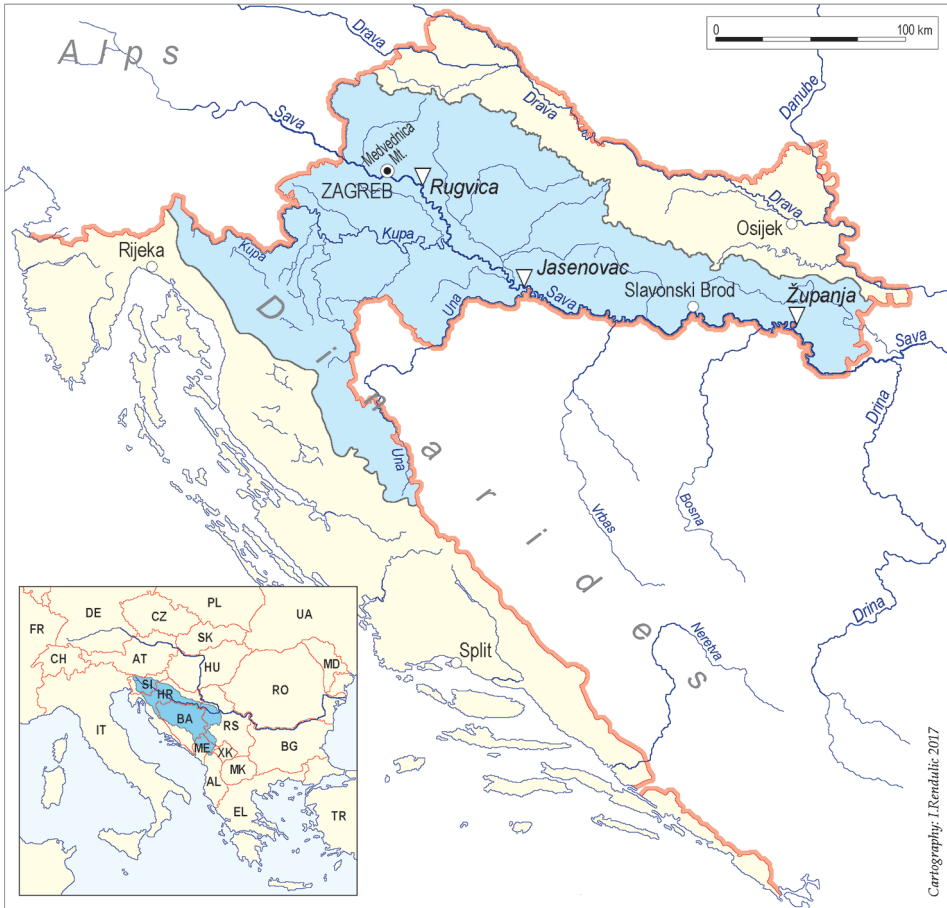 Alps
0 100 km
Drava
Sava
Drava
Danube
Medvednica
Mt.
ZAGREB
Rugvica
Drava
Osijek
Kupa
Kupa
Rijeka
Jasenovac
Sava
Slavonski Brod
Županja
Una
Sava
Dinarides
Una
Drina
Vrbas
Bosna
Drina
Neretva
Split
PL
DE
CZ
UA
FR
SK
CH
AT
HU
MD
SI
HR
RO
BA
RS
IT
ME
XK
BG
MK
AL
EL
TR
Cartography: I.Rendulic 2017